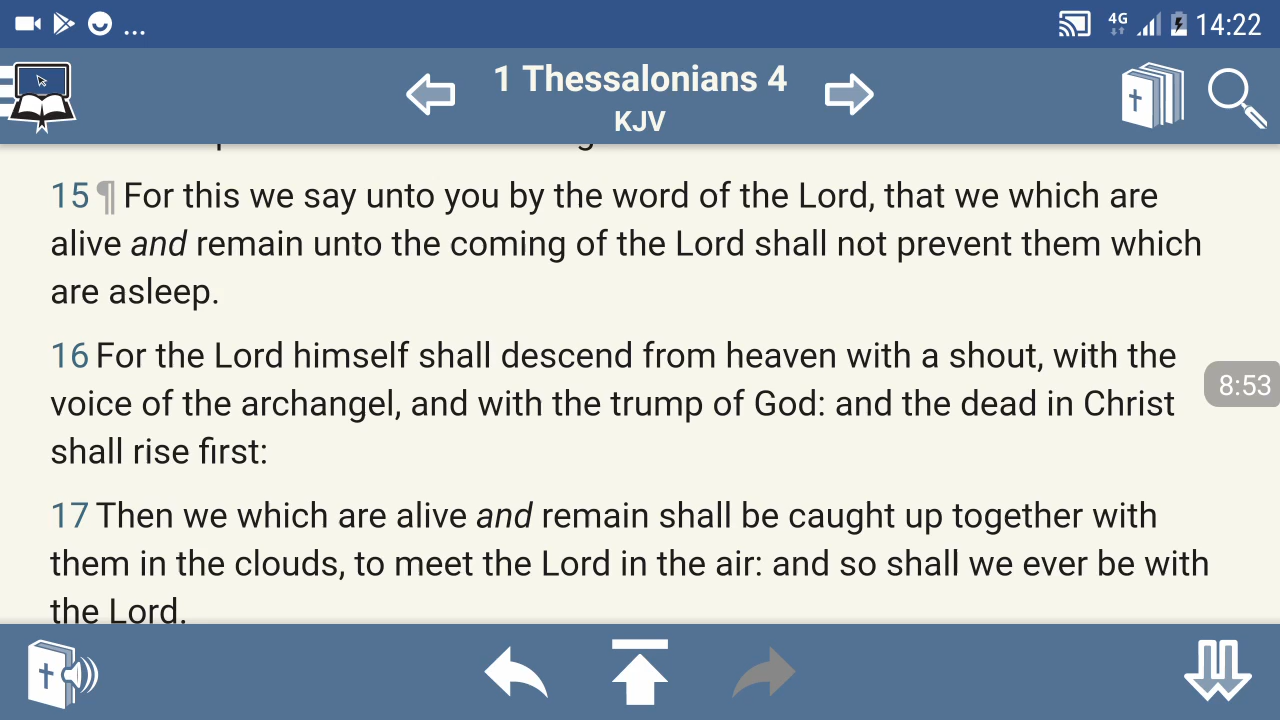 ... 4G 14:22
1 Thessalonians 4
KJV
15 ¶ For this we say unto you by the word of the Lord, that we which are
alive and remain unto the coming of the Lord shall not prevent them which
are asleep.
16 For the Lord himself shall descend from heaven with a shout, with the
voice of the archangel, and with the trump of God: and the dead in Christ
8:53
shall rise first:
17 Then we which are alive and remain shall be caught up together with
them in the clouds, to meet the Lord in the air: and so shall we ever be with
the Lord.